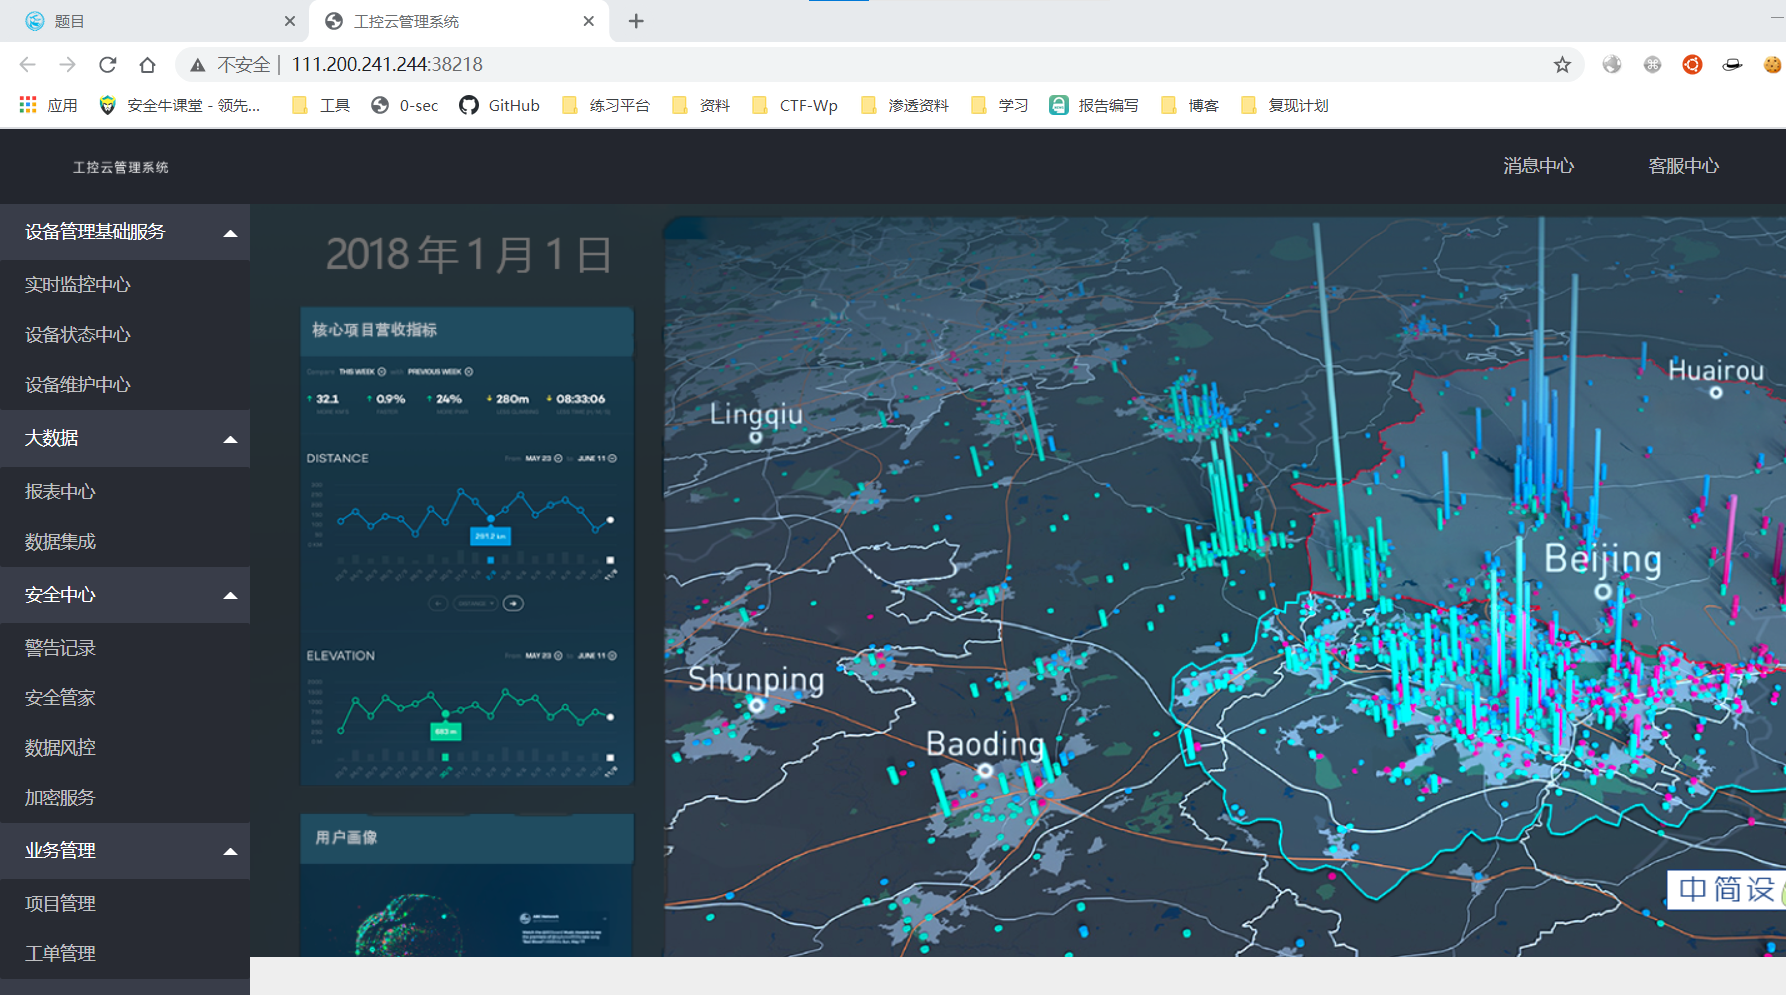 题目
工控云管理系统
不安全 | 111.200.241.244:38218
应用 安全牛课堂 - 领先... 工具 0-sec GitHub 练习平台 资料 CTF-Wp 渗透资料 学习 报告编写 博客 复现计划
工控云管理系统 消息中心 客服中心
设备管理基础服务
实时监控中心
设备状态中心
设备维护中心
大数据
报表中心
数据集成
安全中心
警告记录
安全管家
数据风控
加密服务
业务管理
项目管理
工单管理
2018年1月1日
核心项目营收指标
Compare THIS WEEK with PREVIOUS WEEK
32.1 0.9% 24% 280m 08:33:06
DISTANCE From MAY 23 to JUNE 11
DISTANCE
ELEVATION From MAY 23 to JUNE 11
693 m
用户画像
Lingqiu
Huairou
Beijing
Shunping
Baoding
中简设